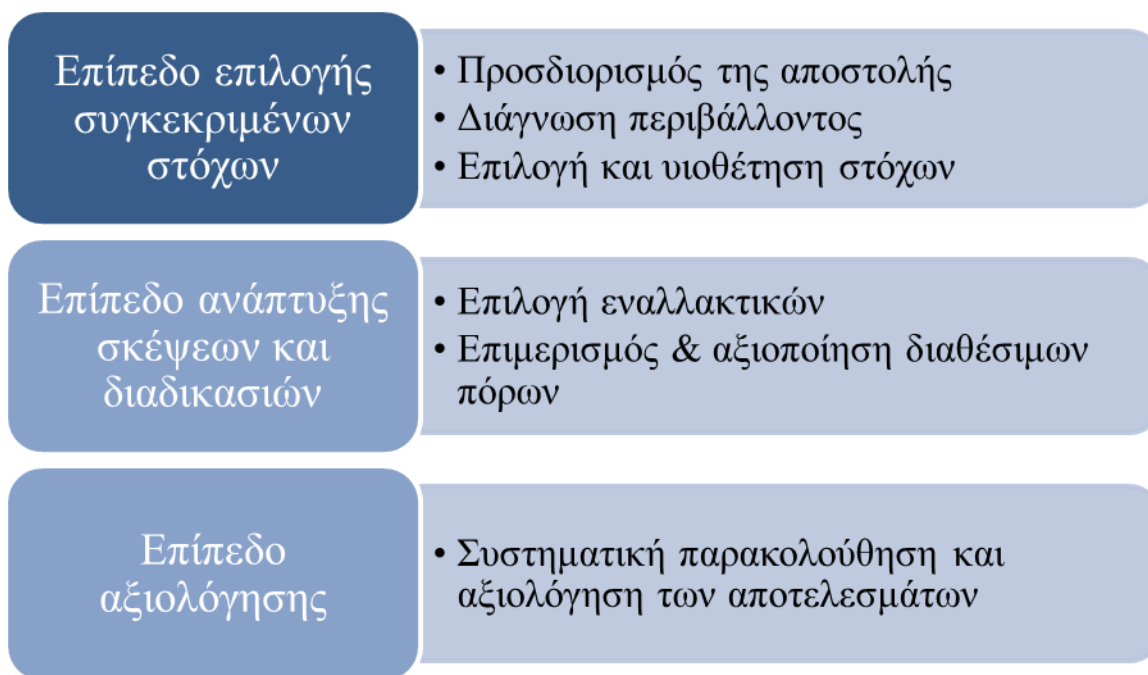 Επίπεδο επιλογής
συγκεκριμένων
στόχων
• Προσδιορισμός της αποστολής
• Διάγνωση περιβάλλοντος
• Επιλογή και υιοθέτηση στόχων
Επίπεδο ανάπτυξης
σκέψεων και
διαδικασιών
• Επιλογή εναλλακτικών
• Επιμερισμός & αξιοποίηση διαθέσιμων
πόρων
Επίπεδο
αξιολόγησης
• Συστηματική παρακολούθηση και
αξιολόγηση των αποτελεσμάτων